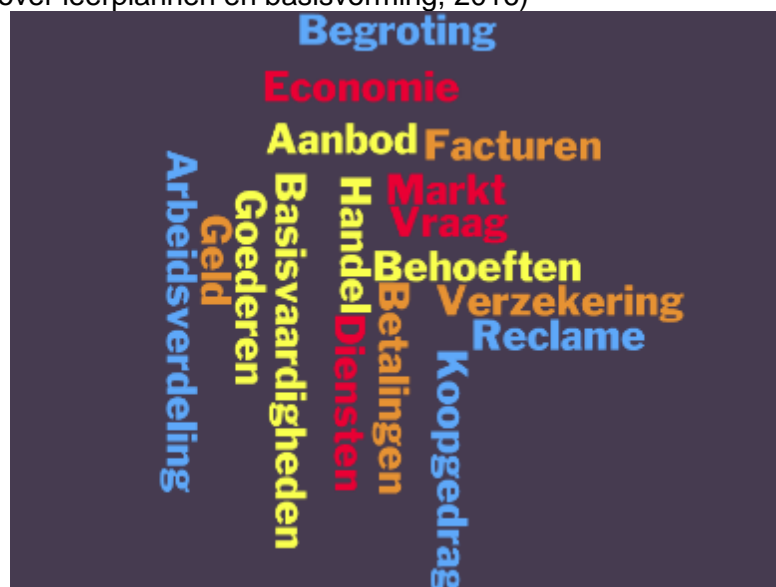 over leerplannen en basisvorming, 2016)
Begroting
Economie
Aanbod
Facturen
Arbeidsverdeling
Geld
Goederen
Basisvaardigheden
Handel
Markt
Vraag
Behoeften
Verzekering
Reclame
Diensten
Betalingen
Koopgedrag